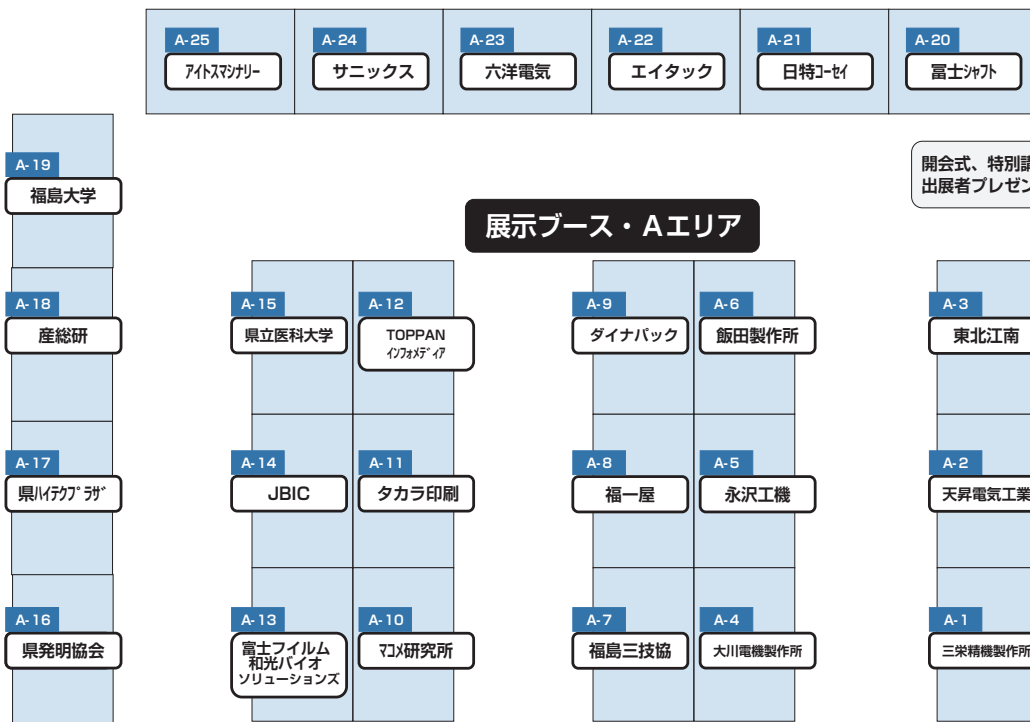 A-25
アイトスマシナリー
A-24
サニックス
A-23
六洋電気
A-22
エイタック
A-21
日特コーセイ
A-20
冨士シャフト
A-19
福島大学
開会式、特別講
出展者プレゼン
展示ブース・Aエリア
A-18
産総研
A-15
県立医科大学
A-12
TOPPAN
インフォメディア
A-9
ダイナパック
A-6
飯田製作所
A-3
東北江南
A-17
県ハイテクプラザ
A-14
JBIC
A-11
タカラ印刷
A-8
福一屋
A-5
永沢工機
A-2
天昇電気工業
A-16
県発明協会
A-13
富士フイルム
和光バイオ
ソリューションズ
A-10
マコメ研究所
A-7
福島三技協
A-4
大川電機製作所
A-1
三栄精機製作所